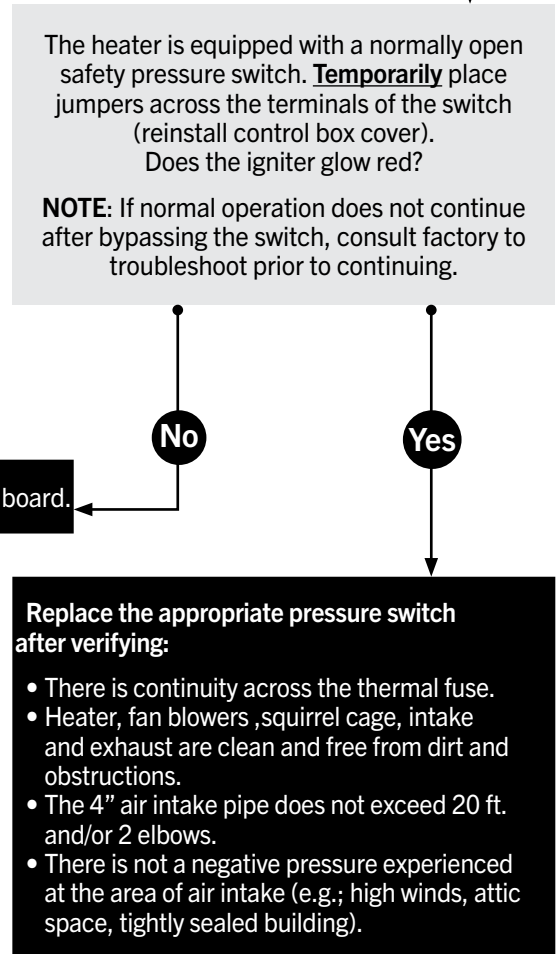 The heater is equipped with a normally open
safety pressure switch. Temporarily place
jumpers across the terminals of the switch
(reinstall control box cover).
Does the igniter glow red?
NOTE: If normal operation does not continue
after bypassing the switch, consult factory to
troubleshoot prior to continuing.
No
Yes
board.
Replace the appropriate pressure switch
after verifying:
• There is continuity across the thermal fuse.
• Heater, fan blowers ,squirrel cage, intake
and exhaust are clean and free from dirt and
obstructions.
• The 4” air intake pipe does not exceed 20 ft.
and/or 2 elbows.
• There is not a negative pressure experienced
at the area of air intake (e.g.; high winds, attic
space, tightly sealed building).